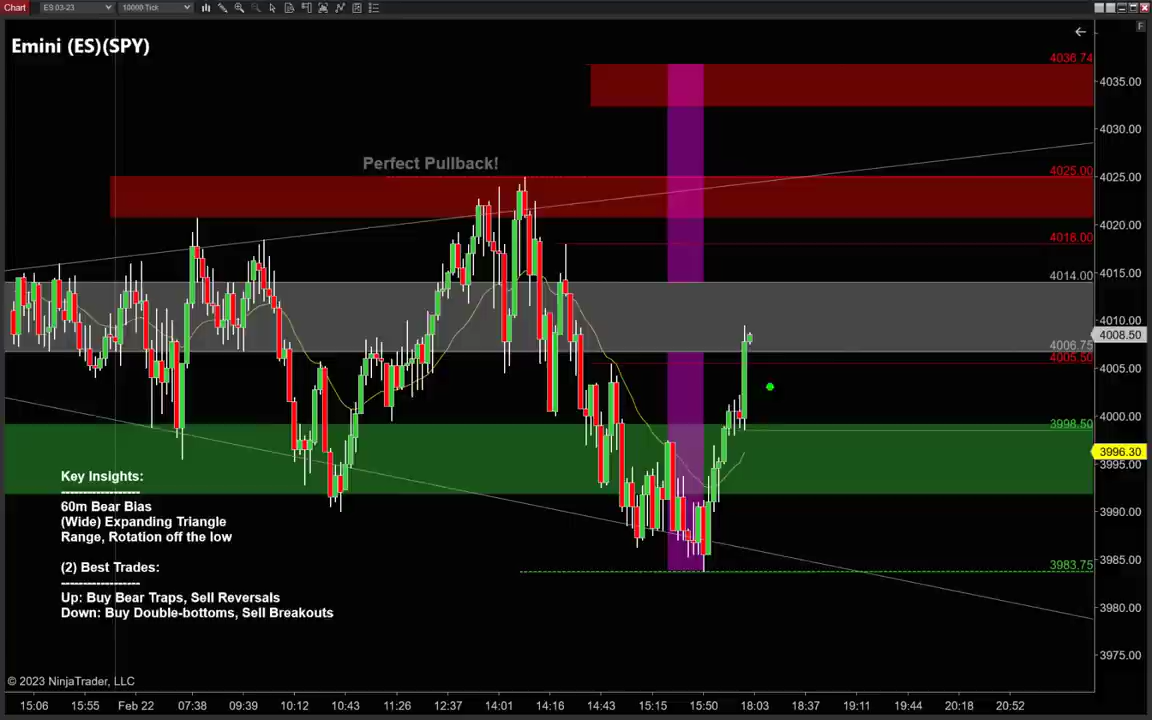 Chart
ES 03-23
10000 Tick
F
Emini (ES)(SPY)
4036.74
4035.00
4030.00
Perfect Pullback!
4025.00
4025.00
4020.00
4018.00
4014.00
4015.00
4010.00
4008.50
4006.75
4005.50
4005.00
4000.00
3998.50
3996.30
3995.00
3990.00
3985.00
3983.75
3980.00
3975.00
Key Insights:
-------------------
60m Bear Bias
(Wide) Expanding Triangle
Range, Rotation off the low
(2) Best Trades:
-------------------
Up: Buy Bear Traps, Sell Reversals
Down: Buy Double-bottoms, Sell Breakouts
© 2023 NinjaTrader, LLC
15:06 15:55 Feb 22 07:38 09:39 10:12 10:43 11:26 12:37 14:01 14:16 14:43 15:15 15:50 18:03 18:37 19:11 19:44 20:18 20:52